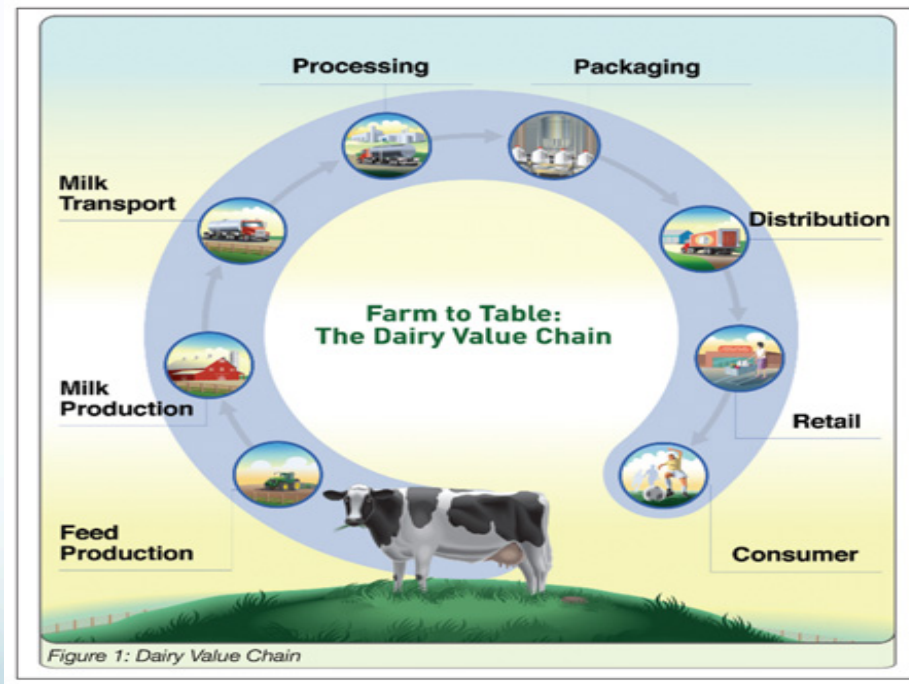 Processing
Packaging
Milk
Transport
Distribution
Farm to Table:
The Dairy Value Chain
Milk
Production
Retail
Feed
Production
Consumer
Figure 1: Dairy Value Chain